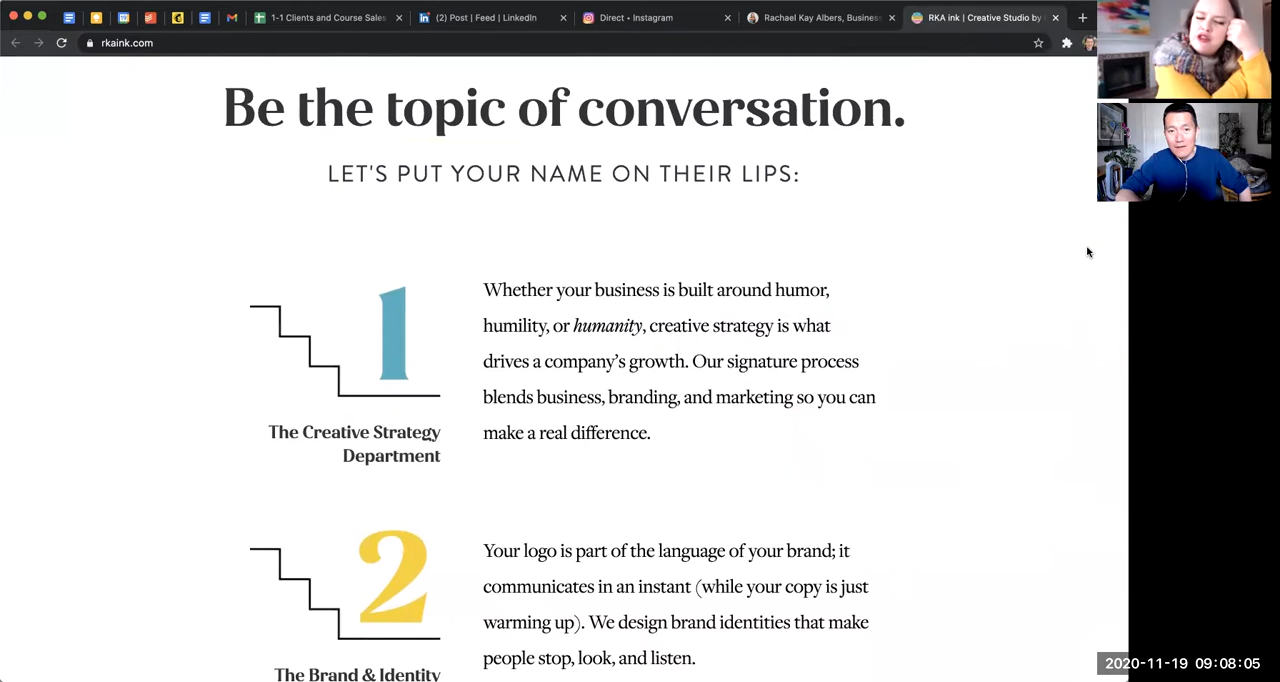 1-1 Clients and Course Sales
(2) Post | Feed | LinkedIn
Direct • Instagram
Rachael Kay Albers, Business
RKA ink | Creative Studio by
rkaink.com
Be the topic of conversation.
LET'S PUT YOUR NAME ON THEIR LIPS:
1
The Creative Strategy
Department
Whether your business is built around humor,
humility, or humanity, creative strategy is what
drives a company's growth. Our signature process
blends business, branding, and marketing so you can
make a real difference.
2
The Brand & Identity
Your logo is part of the language of your brand; it
communicates in an instant (while your copy is just
warming up). We design brand identities that make
people stop, look, and listen.
2020-11-19 09:08:05